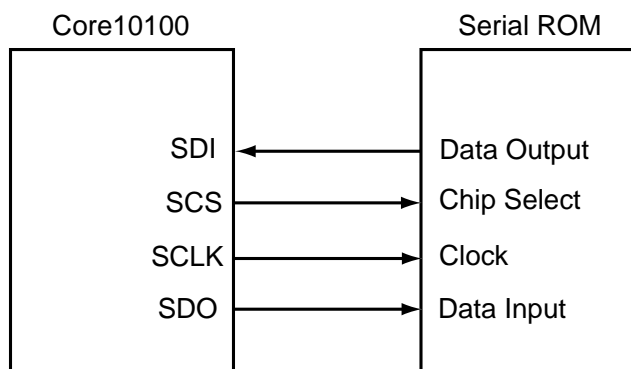 Core10100 Serial ROM
SDI Data Output
SCS Chip Select
SCLK Clock
SDO Data Input